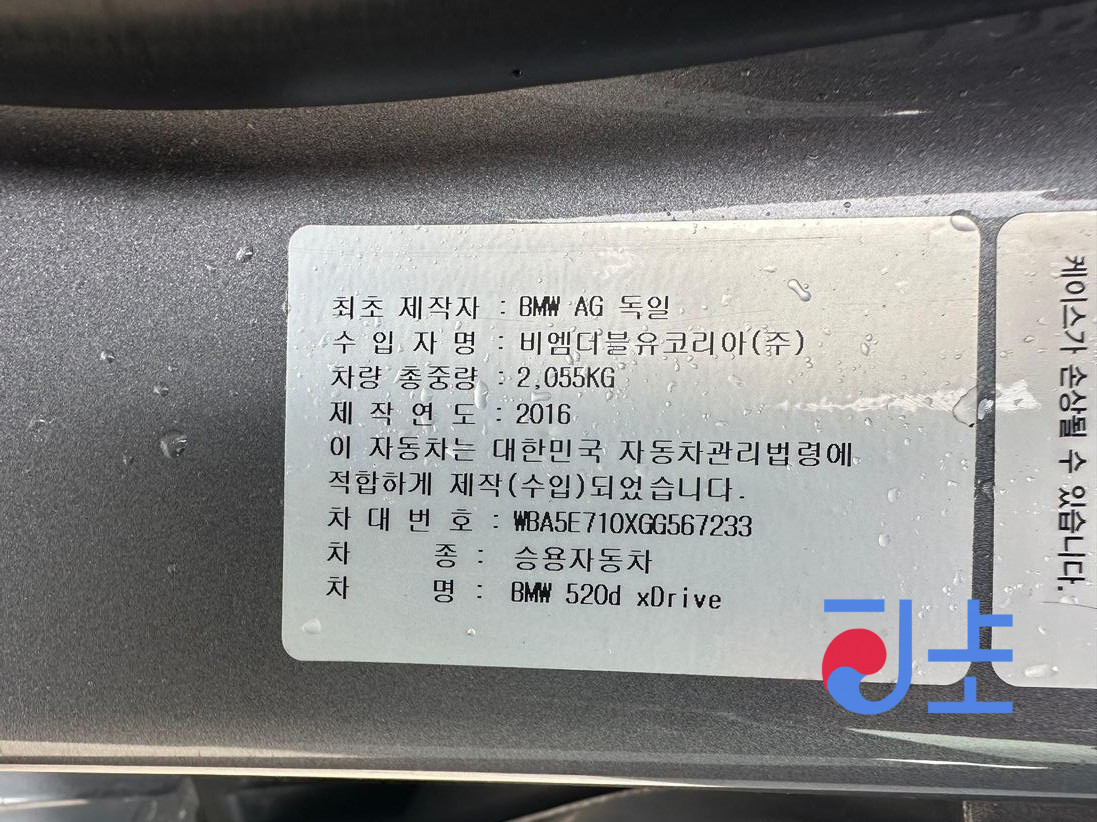 최초 제작자 : BMW AG 독일
수 입 자 명 : 비엠더블유코리아(주)
차량 총중량 : 2,055KG
제 작 연 도 : 2016
이 자동차는 대한민국 자동차관리법령에
적합하게 제작(수입)되었습니다.
차 대 번 호 : WBA5E710XGG567233
차 종 : 승용자동차
차 명 : BMW 520d xDrive
케이스가 손상될 수 있습니다.